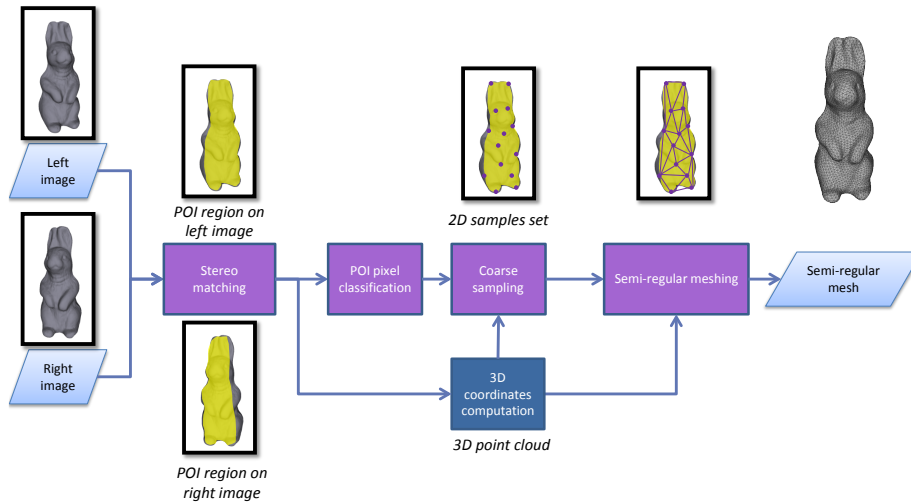 Left
image
POI region on
left image
2D samples set
Stereo
matching
POI pixel
classification
Coarse
sampling
Semi-regular meshing
Semi-regular
mesh
Right
image
3D
coordinates
computation
3D point cloud
POI region on
right image